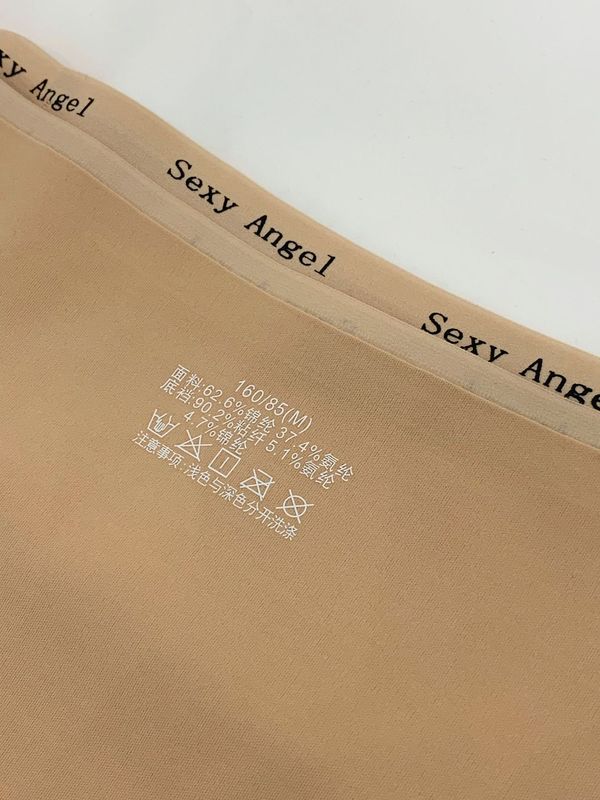 xy Angel
Sexy Angel
Sexy Ange
160/85(M)
面料:62.6%锦纶 37.4%氨纶
底裆:90.2%粘纤 5.1%氨纶
4.7%锦纶
注意事项:浅色与深色分开洗涤